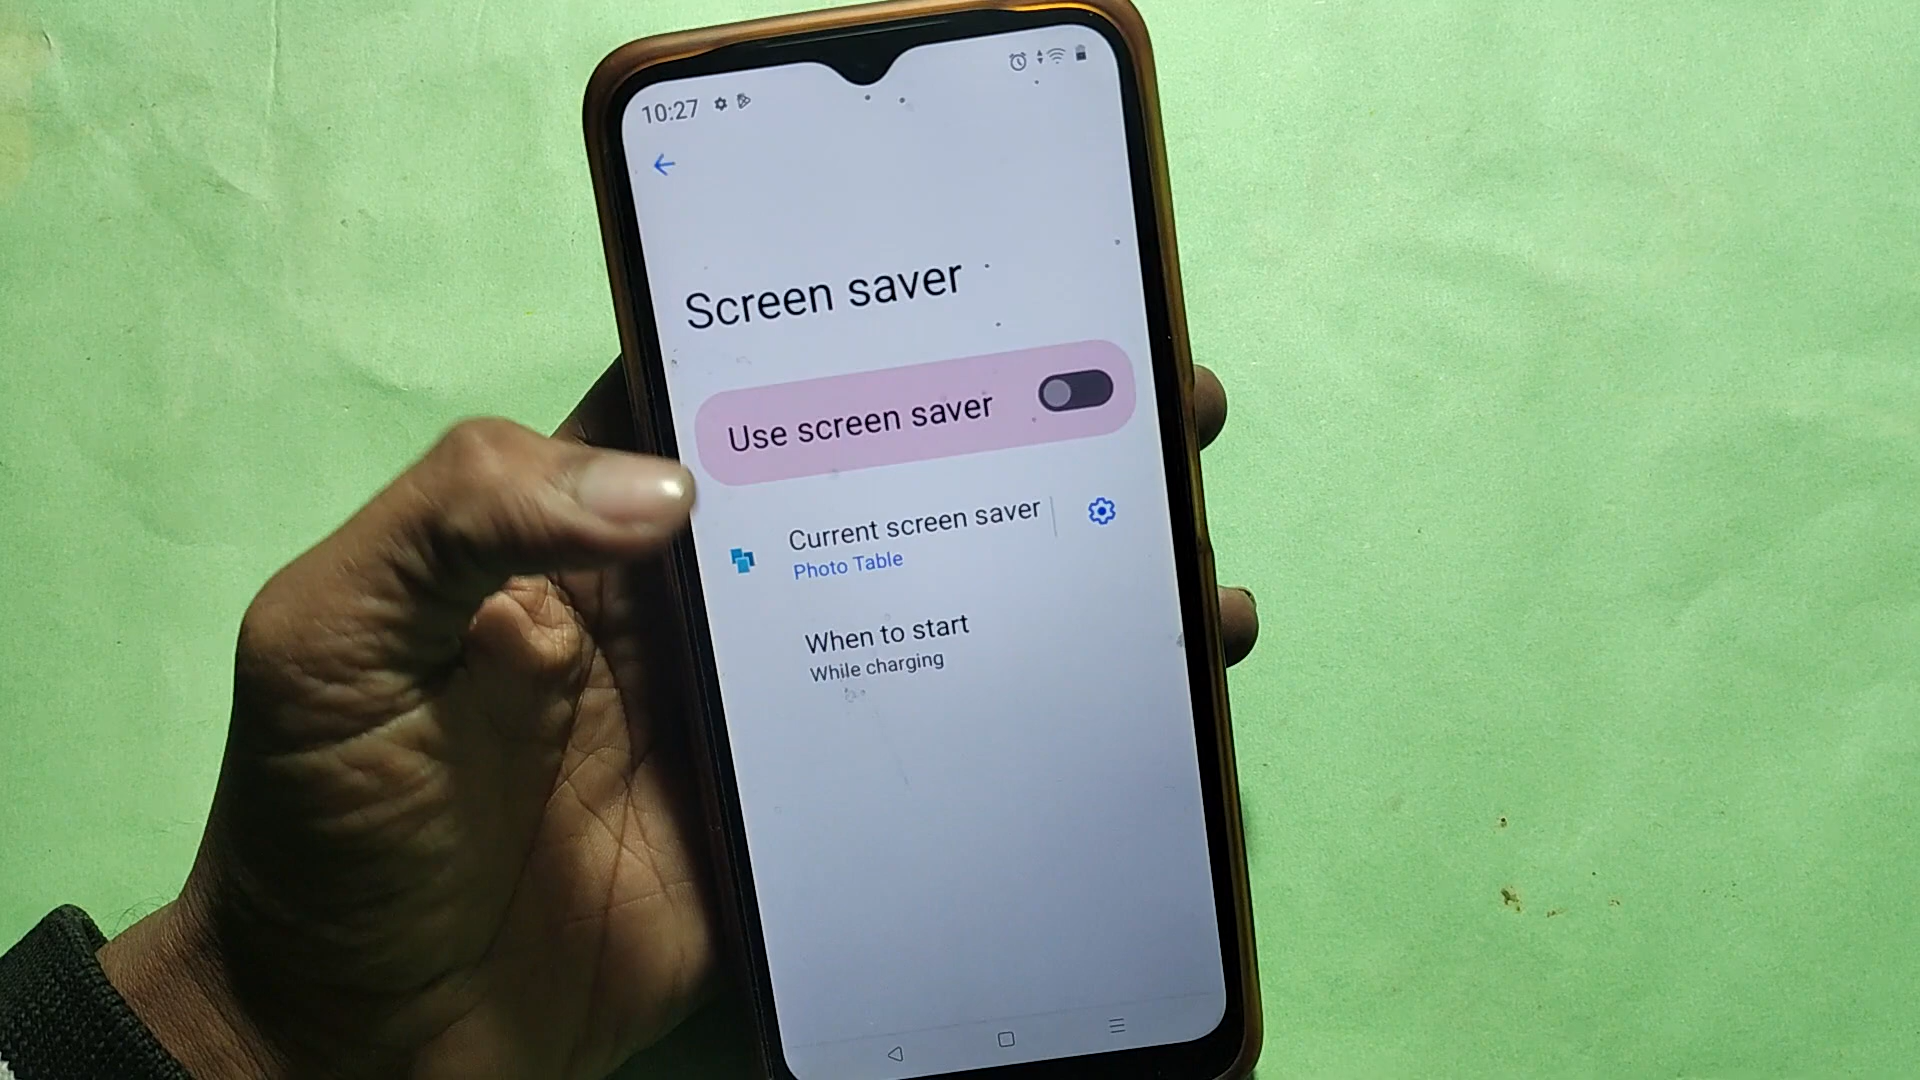 10:27
Screen saver
Use screen saver
Current screen saver
Photo Table
When to start
While charging